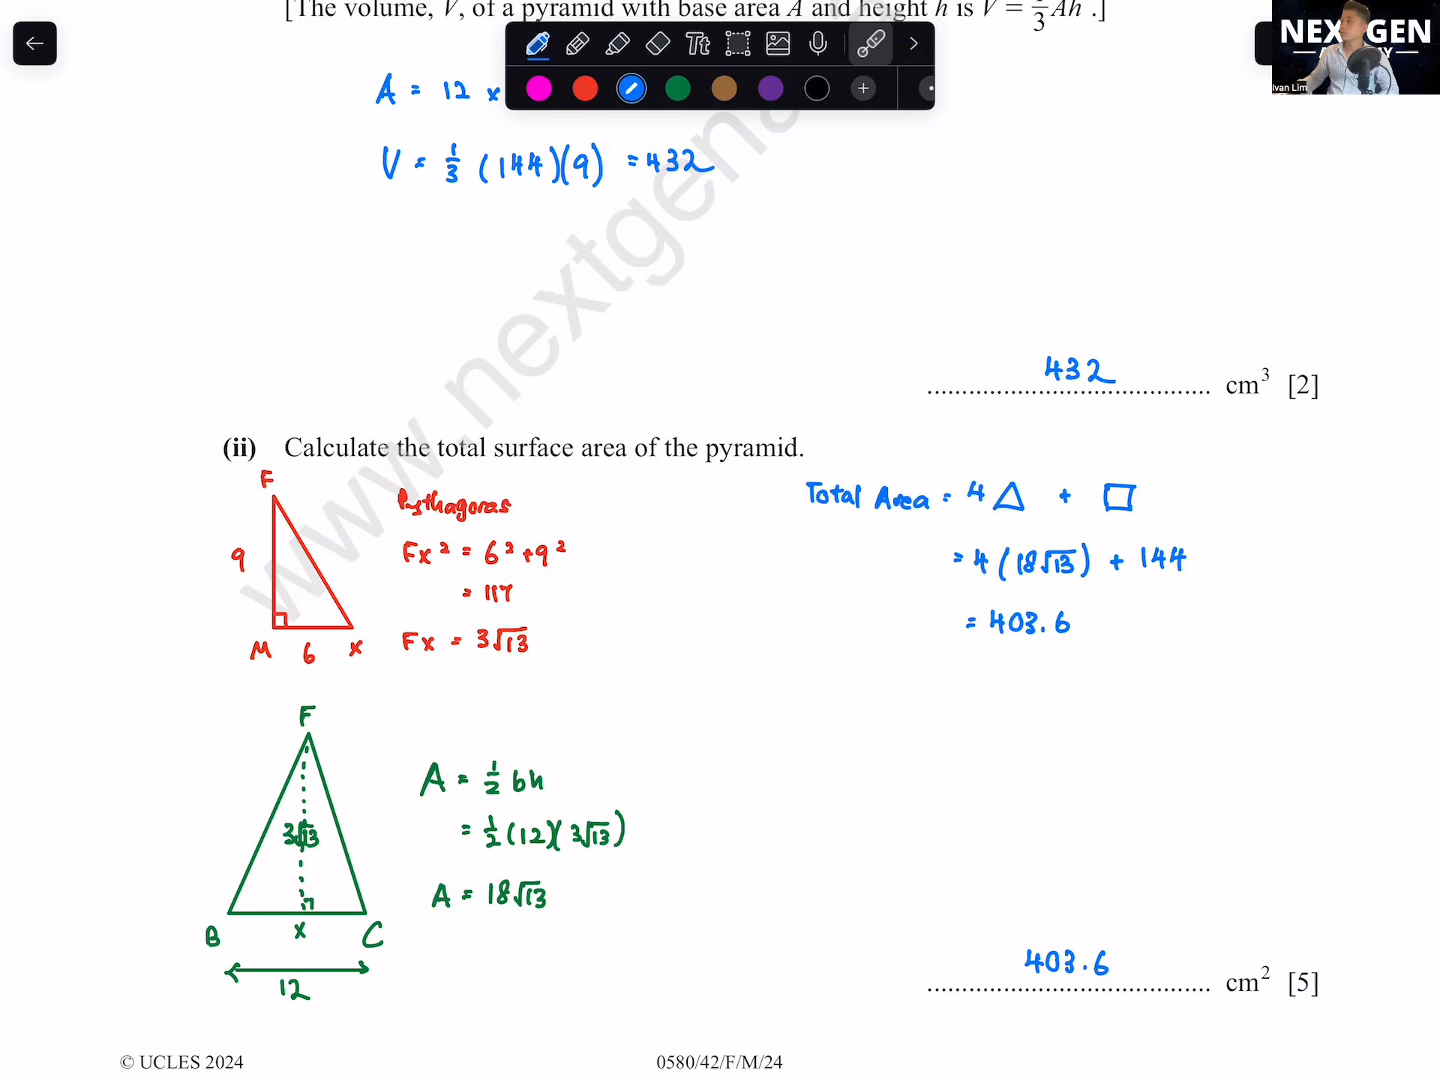 [The volume, V, of a pyramid with base area A and height h is V = 1/3 Ah .]
NEXTGEN
Ivan Lim
Tt
A = 12 x
V = 1/3 (144)(9) = 432
www.nextgena
432
cm³ [2]
(ii) Calculate the total surface area of the pyramid.
F
9
M 6 X
Pythagoras
Fx² = 6² + 9²
= 117
Fx = 3√13
Total Area = 4 △ + □
= 4 (18√13) + 144
= 403.6
F
3√13
B X C
12
A = 1/2 bh
= 1/2 (12)(3√13)
A = 18√13
403.6
cm² [5]
© UCLES 2024
0580/42/F/M/24